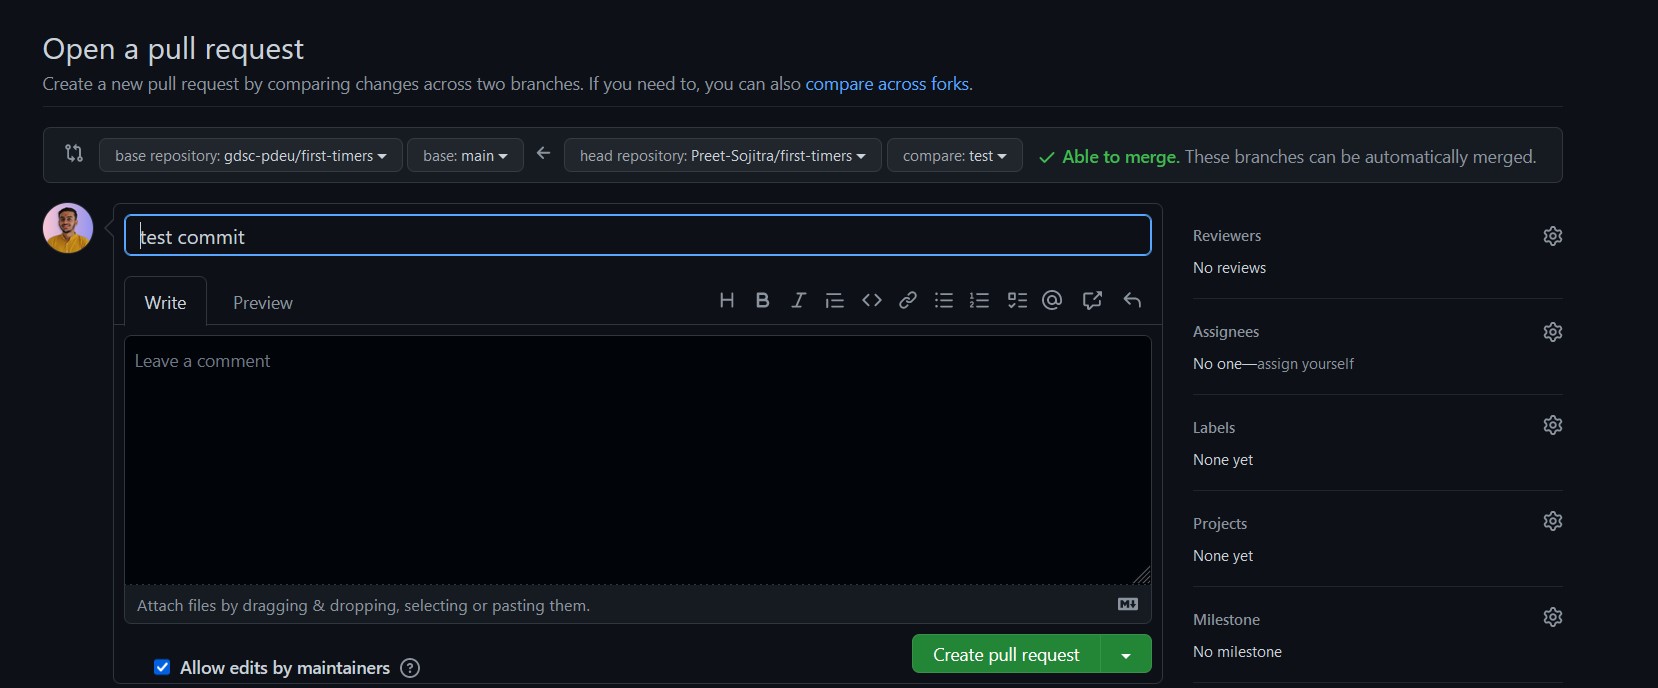 Open a pull request
Create a new pull request by comparing changes across two branches. If you need to, you can also compare across forks.
base repository: gdsc-pdeu/first-timers base: main head repository: Preet-Sojitra/first-timers compare: test Able to merge. These branches can be automatically merged.
test commit
Write Preview
Leave a comment
Attach files by dragging & dropping, selecting or pasting them.
Allow edits by maintainers
Create pull request
Reviewers
No reviews
Assignees
No one—assign yourself
Labels
None yet
Projects
None yet
Milestone
No milestone